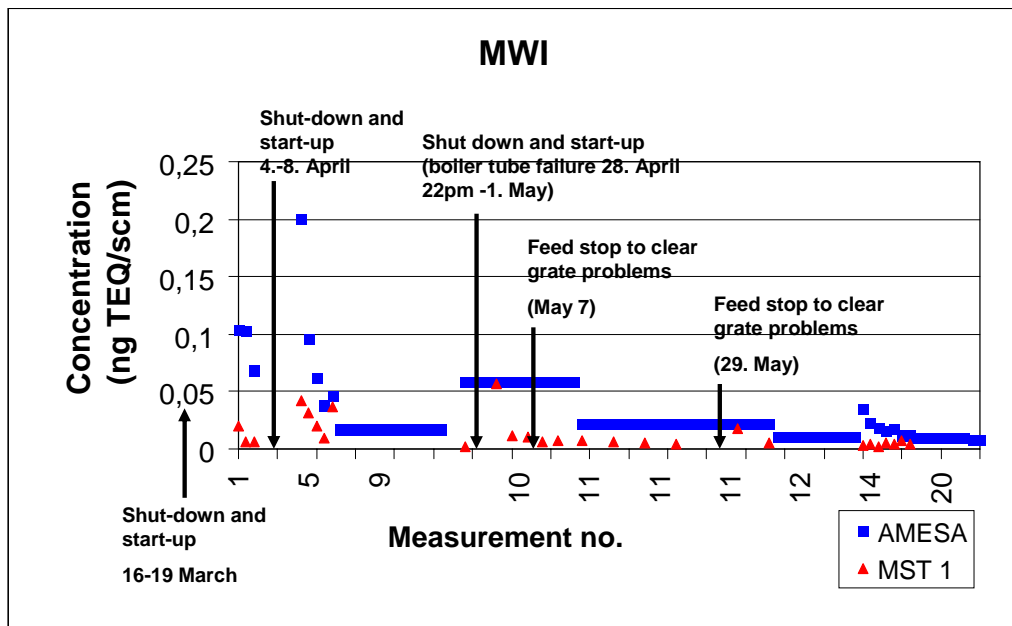 MWI
Shut-down and
start-up
4.-8. April
Shut down and start-up
(boiler tube failure 28. April
22pm -1. May)
Feed stop to clear
grate problems
(May 7)
Feed stop to clear
grate problems
(29. May)
Concentration
(ng TEQ/scm)
0,25
0,2
0,15
0,1
0,05
0
1
5
9
10
11
11
11
12
14
20
Shut-down and
start-up
16-19 March
Measurement no.
AMESA
MST 1